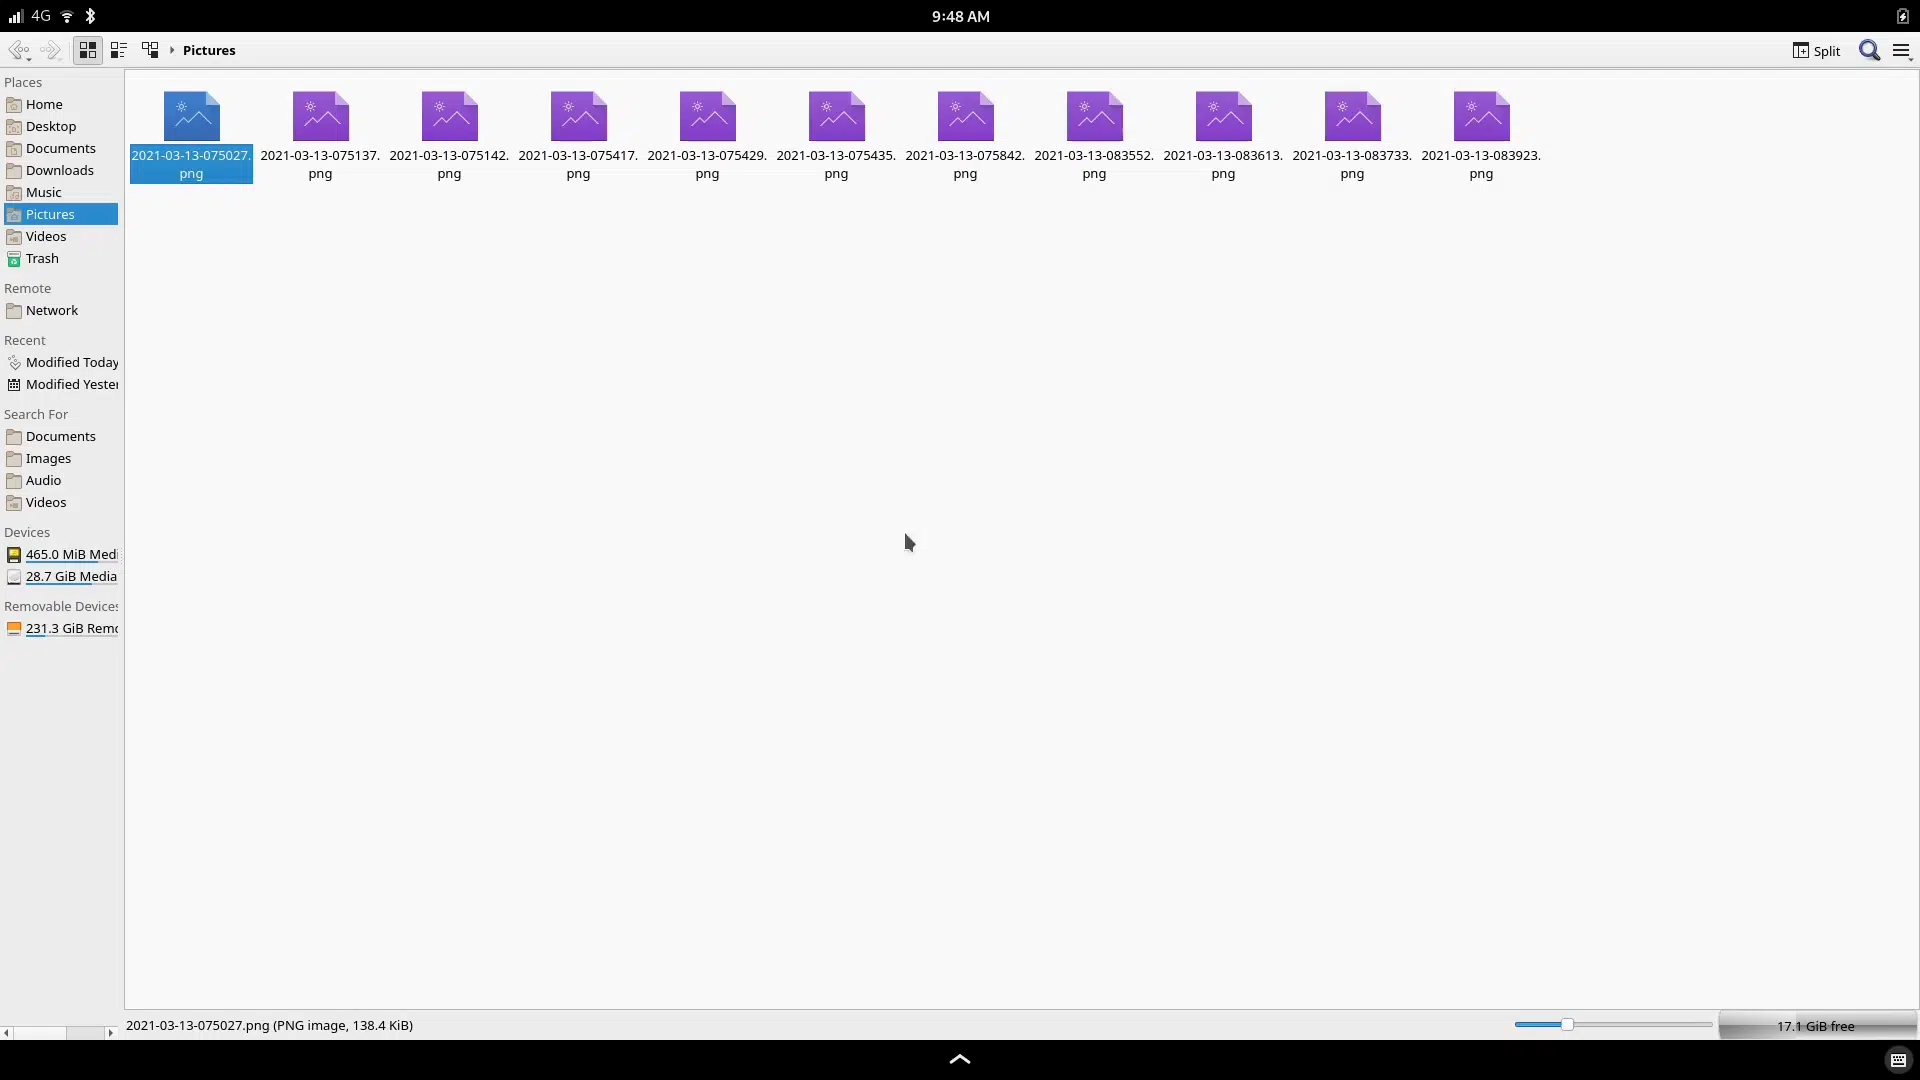 4G
9:48 AM
Pictures
Split
Places
Home
Desktop
Documents
Downloads
Music
Pictures
Videos
Trash
Remote
Network
Recent
Modified Today
Modified Yester
Search For
Documents
Images
Audio
Videos
Devices
465.0 MiB Medi
28.7 GiB Media
Removable Devices
231.3 GiB Remo
2021-03-13-075027.
png
2021-03-13-075137.
png
2021-03-13-075142.
png
2021-03-13-075417.
png
2021-03-13-075429.
png
2021-03-13-075435.
png
2021-03-13-075842.
png
2021-03-13-083552.
png
2021-03-13-083613.
png
2021-03-13-083733.
png
2021-03-13-083923.
png
2021-03-13-075027.png (PNG image, 138.4 KiB)
17.1 GiB free